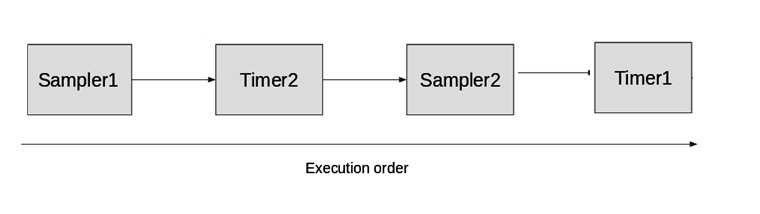 Sampler1
Timer2
Sampler2
Timer1
Execution order